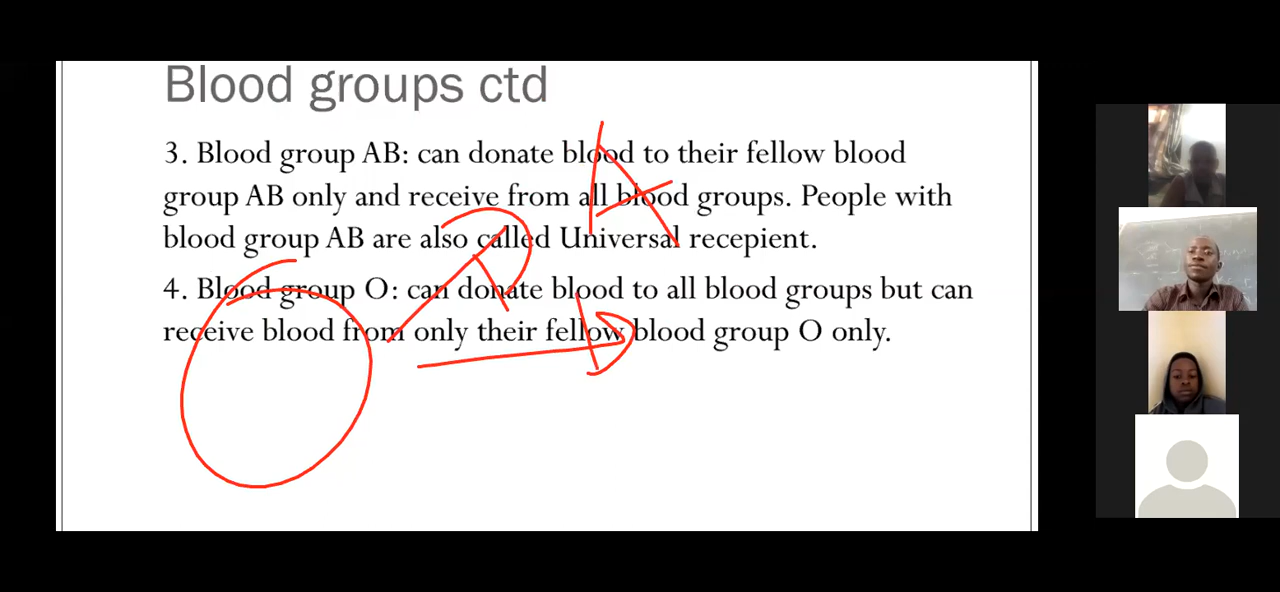 Blood groups ctd
3. Blood group AB: can donate blood to their fellow blood
group AB only and receive from all blood groups. People with
blood group AB are also called Universal recepient.
4. Blood group O: can donate blood to all blood groups but can
receive blood from only their fellow blood group O only.
A